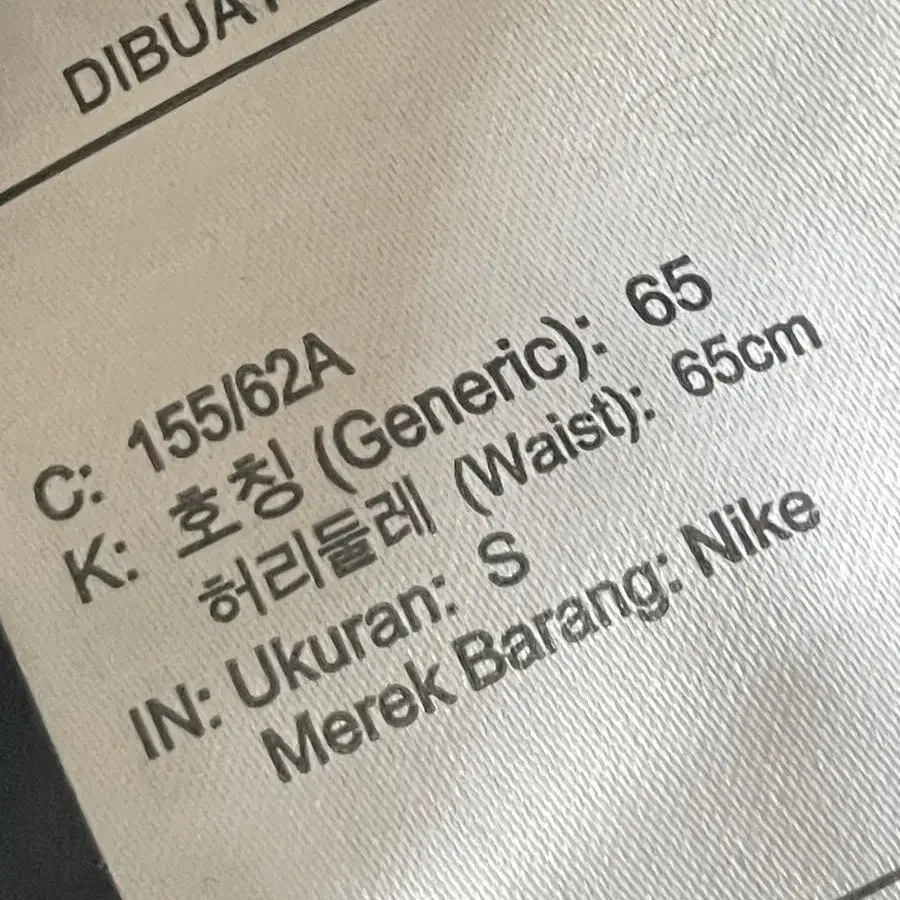 DIBUAT
C: 155/62A
K: 호칭 (Generic): 65
허리둘레 (Waist): 65cm
IN: Ukuran: S
Merek Barang: Nike